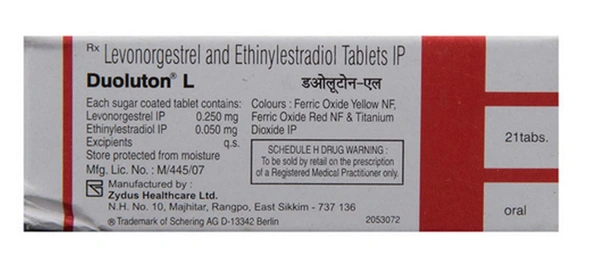 Rx Levonorgestrel and Ethinylestradiol Tablets IP
Duoluton® L डओलूटोन-एल
Each sugar coated tablet contains:
Levonorgestrel IP 0.250 mg
Ethinylestradiol IP 0.050 mg
Excipients q.s.
Store protected from moisture
Mfg. Lic. No. : M/445/07
Colours : Ferric Oxide Yellow NF,
Ferric Oxide Red NF & Titanium
Dioxide IP
SCHEDULE H DRUG WARNING :
To be sold by retail on the prescription
of a Registered Medical Practitioner only.
Manufactured by :
Zydus Healthcare Ltd.
N.H. No. 10, Majhitar, Rangpo, East Sikkim - 737 136
® Trademark of Schering AG D-13342 Berlin 2053072
21tabs.
oral